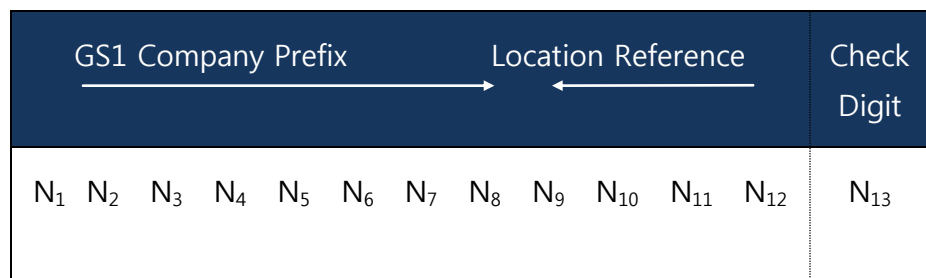 GS1 Company Prefix Location Reference Check
Digit
N₁ N₂ N₃ N₄ N₅ N₆ N₇ N₈ N₉ N₁₀ N₁₁ N₁₂ N₁₃